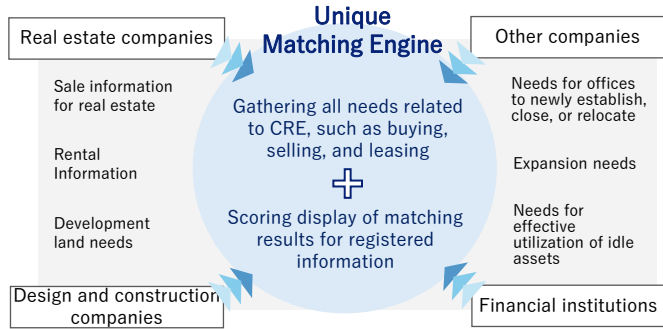 Unique
Matching Engine
Real estate companies
Other companies
Sale information
for real estate
Rental
Information
Development
land needs
Gathering all needs related
to CRE, such as buying,
selling, and leasing
Scoring display of matching
results for registered
information
Needs for offices
to newly establish,
close, or relocate
Expansion needs
Needs for
effective
utilization of idle
assets
Design and construction
companies
Financial institutions